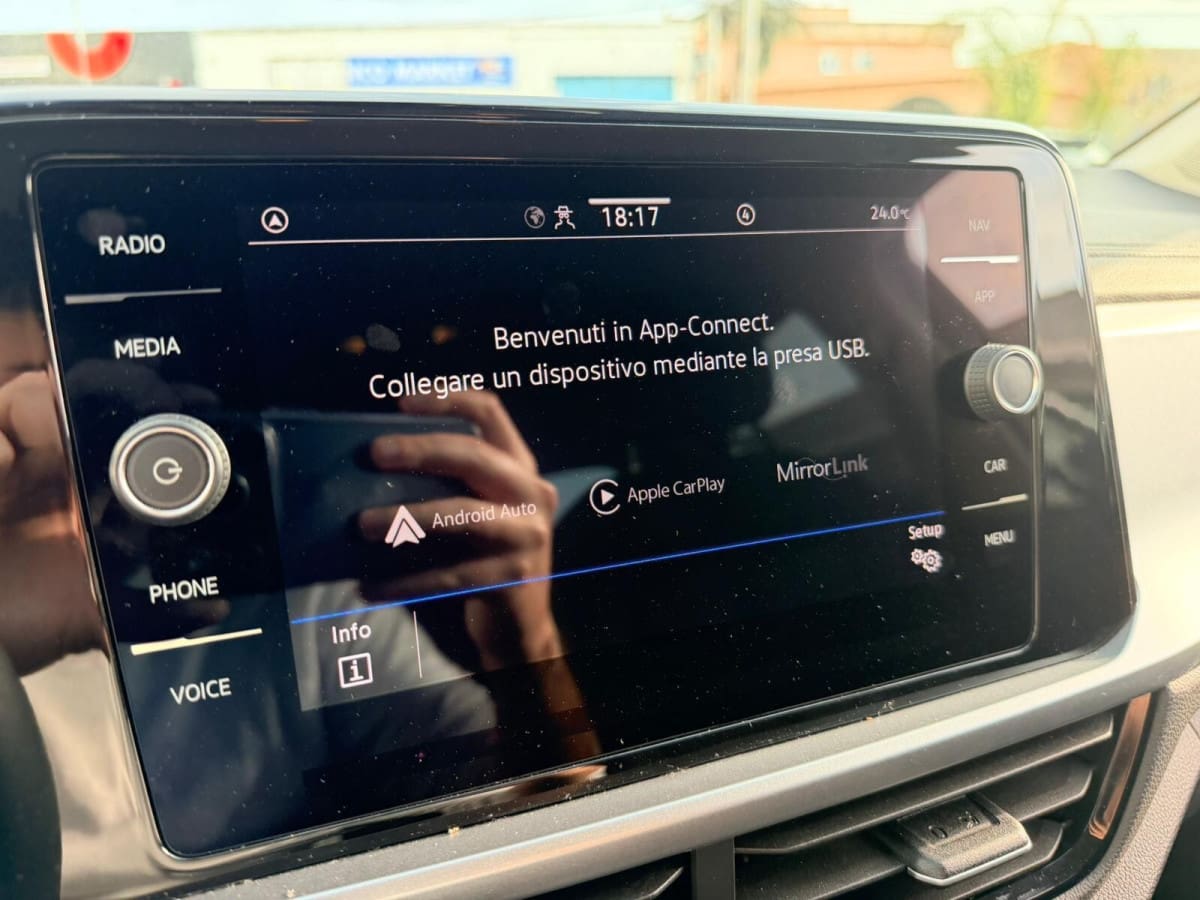 RADIO
MEDIA
PHONE
VOICE
18:17
4
24.0°C
Benvenuti in App-Connect.
Collegare un dispositivo mediante la presa USB.
Android Auto
Apple CarPlay
MirrorLink
Info
i
Setup
NAV
APP
CAR
MENU